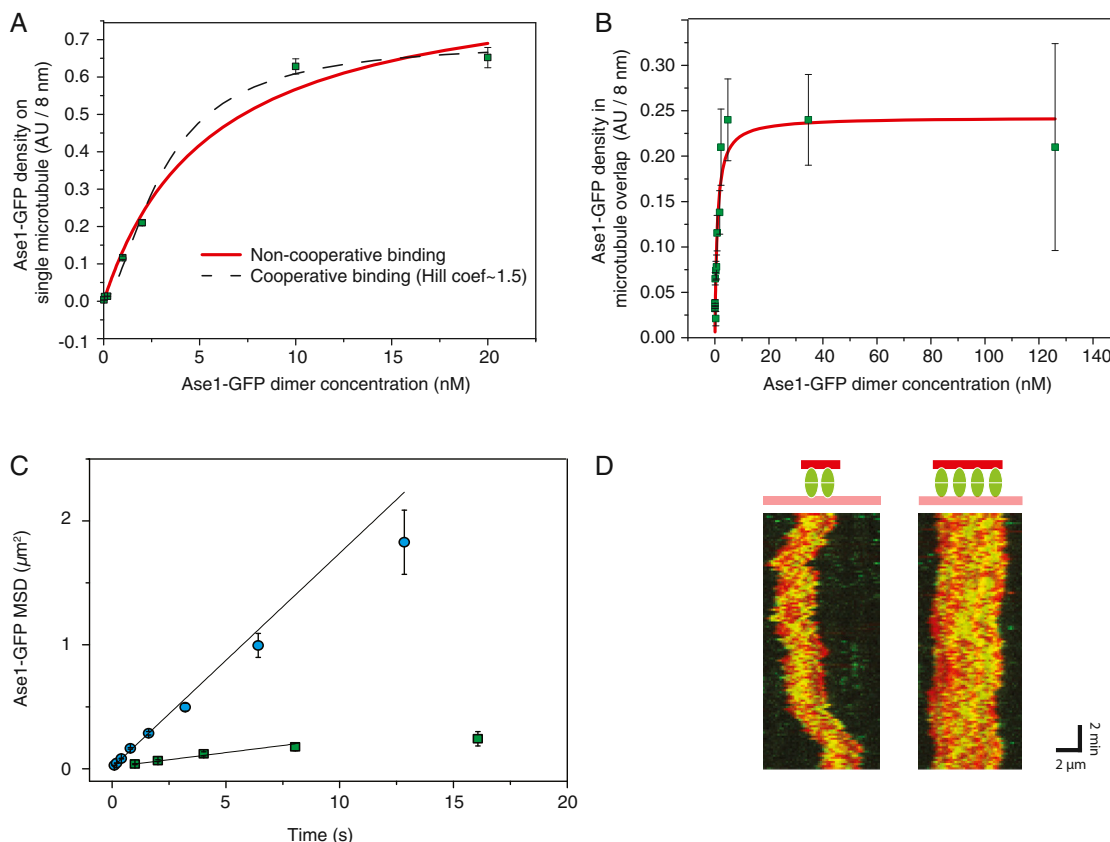 A
Ase1-GFP density on
single microtubule (AU / 8 nm)
0.7
0.6
0.5
0.4
0.3
0.2
0.1
0.0
-0.1
0
5
10
15
20
Non-cooperative binding
Cooperative binding (Hill coef~1.5)
Ase1-GFP dimer concentration (nM)
B
Ase1-GFP density in
microtubule overlap (AU / 8 nm)
0.30
0.25
0.20
0.15
0.10
0.05
0.00
0
20
40
60
80
100
120
140
Ase1-GFP dimer concentration (nM)
C
Ase1-GFP MSD (μm²)
2
1
0
0
5
10
15
20
Time (s)
D
2 min
2 μm